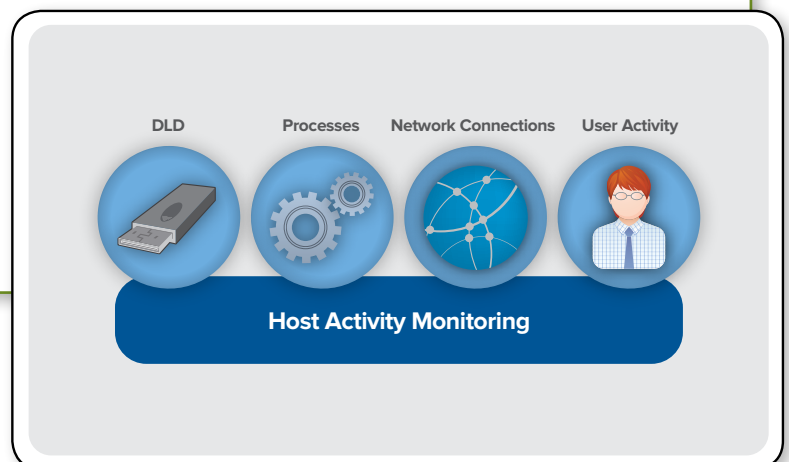 DLD Processes Network Connections User Activity
Host Activity Monitoring